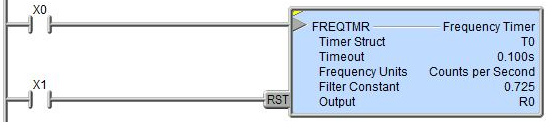 X0
FREQTMR Frequency Timer
Timer Struct T0
Timeout 0.100s
Frequency Units Counts per Second
X1
Filter Constant 0.725
RST
Output R0